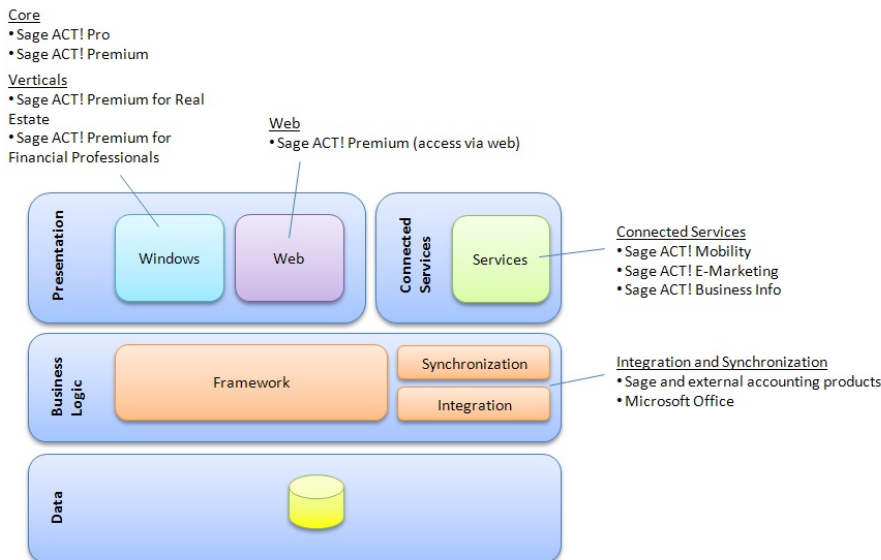 Core
• Sage ACT! Pro
• Sage ACT! Premium
Verticals
• Sage ACT! Premium for Real
Estate
• Sage ACT! Premium for
Financial Professionals
Web
• Sage ACT! Premium (access via web)
Presentation
Windows
Web
Connected
Services
Services
Connected Services
• Sage ACT! Mobility
• Sage ACT! E-Marketing
• Sage ACT! Business Info
Business
Logic
Framework
Synchronization
Integration
Integration and Synchronization
• Sage and external accounting products
• Microsoft Office
Data